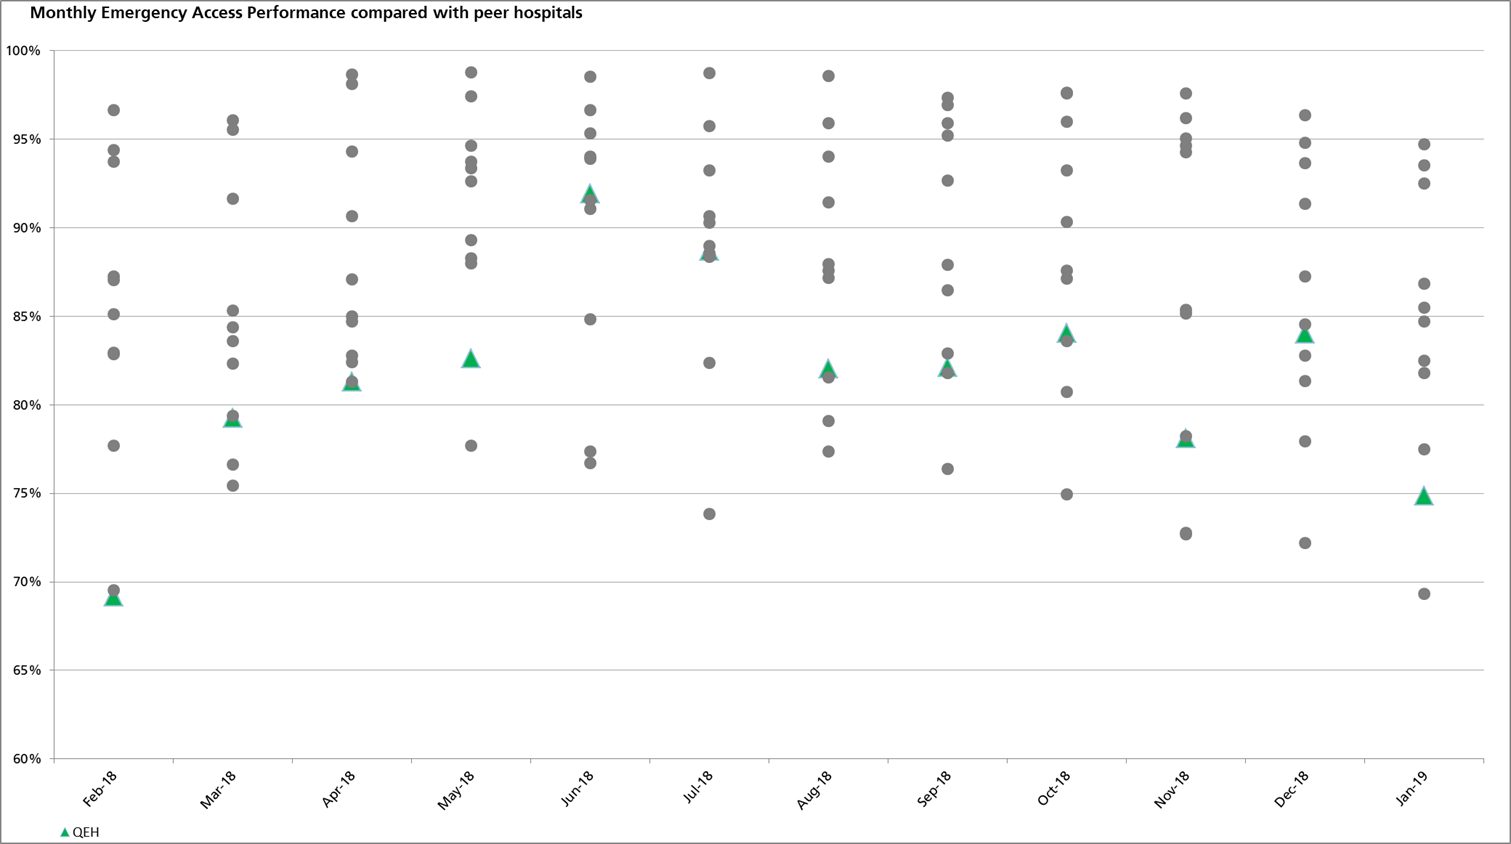 Monthly Emergency Access Performance compared with peer hospitals
100%
95%
90%
85%
80%
75%
70%
65%
60%
Feb-18
Mar-18
Apr-18
May-18
Jun-18
Jul-18
Aug-18
Sep-18
Oct-18
Nov-18
Dec-18
Jan-19
QEH